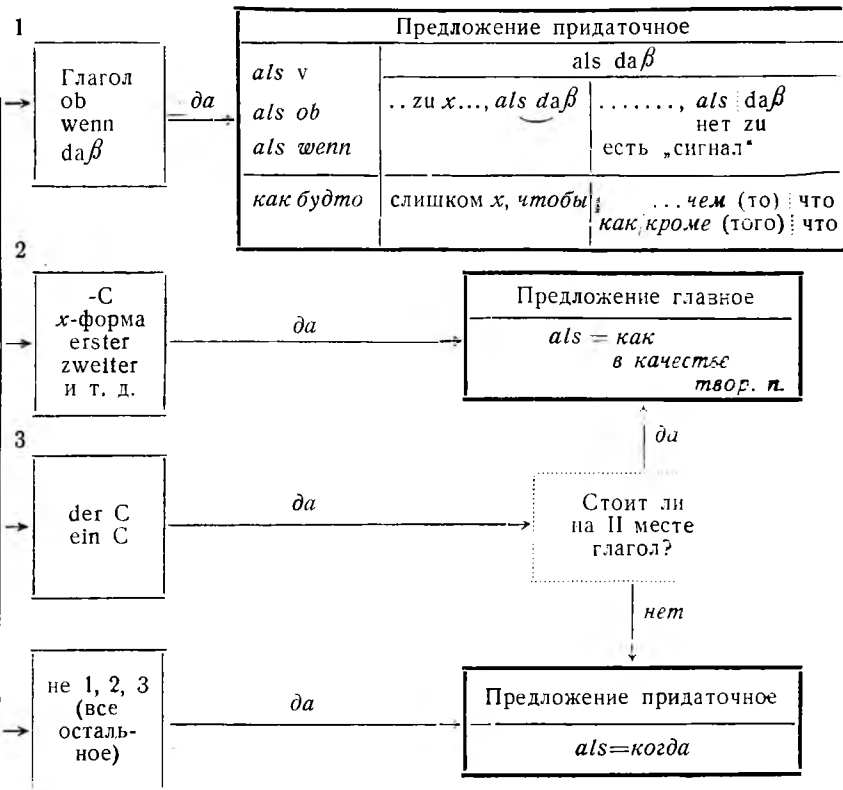 1
Глагол
ob
wenn
daß
да
Предложение придаточное
als v
als ob
als wenn
als daß
.. zu x..., als daß
......., als daß
нет zu
есть „сигнал“
как будто
слишком x, чтобы
...чем (то) что
как кроме (того) что
2
-С
x-форма
erster
zweiter
и т. д.
да
Предложение главное
als = как
в качестве
твор. п.
3
der C
ein C
да
да
Стоит ли
на II месте
глагол?
нет
не 1, 2, 3
(все
осталь-
ное)
да
Предложение придаточное
als=когда